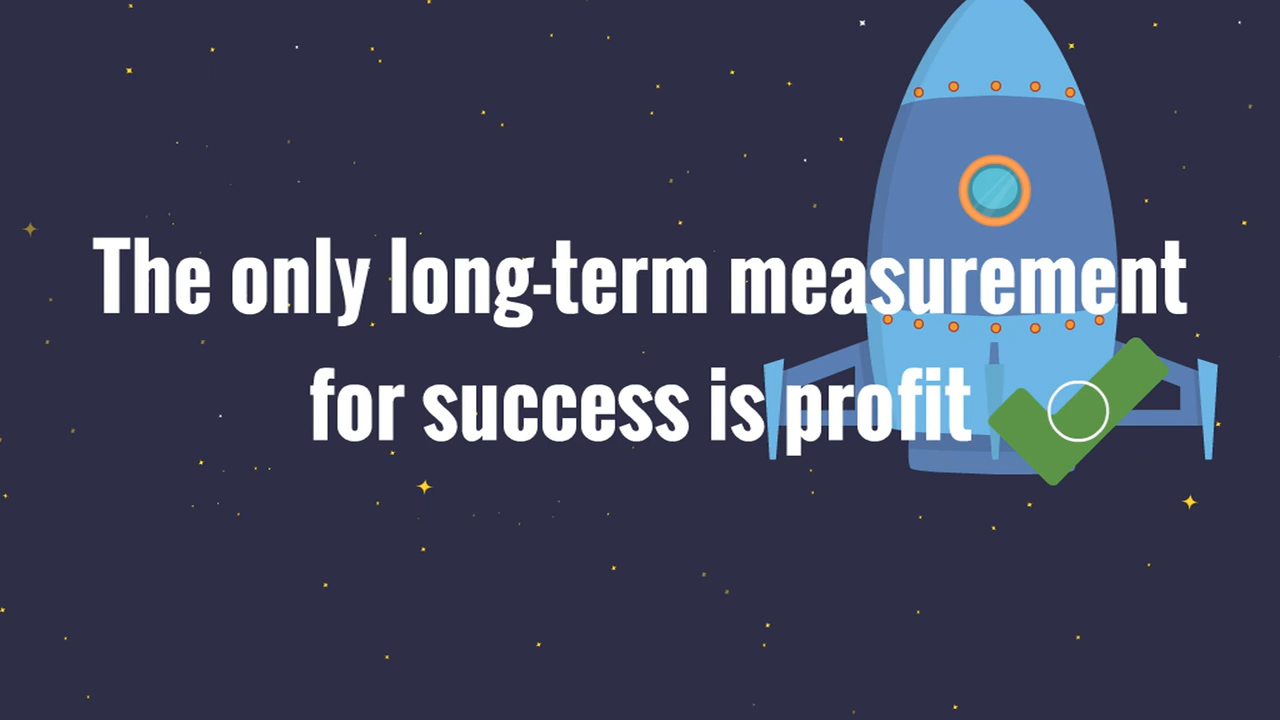 The only long-term measurement
for success is profit